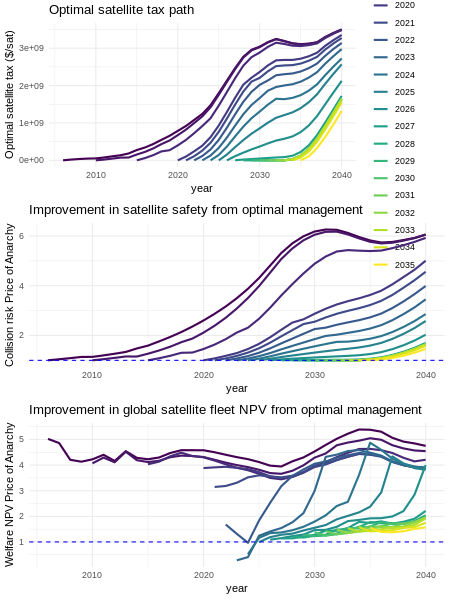 Optimal satellite tax path
Optimal satellite tax ($/sat)
3e+09
2e+09
1e+09
0e+00
2010
2020
2030
2040
year
2020
2021
2022
2023
2024
2025
2026
2027
2028
2029
2030
2031
2032
2033
2034
2035
Improvement in satellite safety from optimal management
Collision risk Price of Anarchy
6
4
2
2010
2020
2030
2040
year
Improvement in global satellite fleet NPV from optimal management
Welfare NPV Price of Anarchy
5
4
3
2
1
2010
2020
2030
2040
year